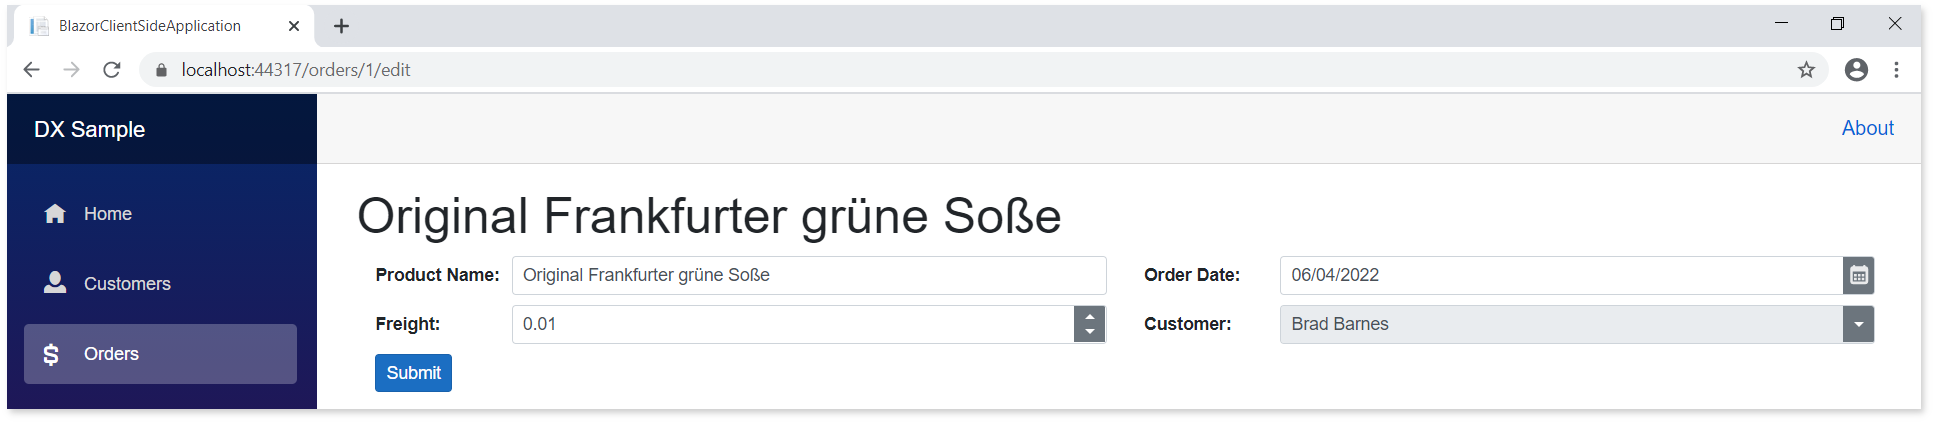 BlazorClientSideApplication
localhost:44317/orders/1/edit
DX Sample
About
Home
Customers
Orders
Original Frankfurter grüne Soße
Product Name: Original Frankfurter grüne Soße Order Date: 06/04/2022
Freight: 0.01 Customer: Brad Barnes
Submit